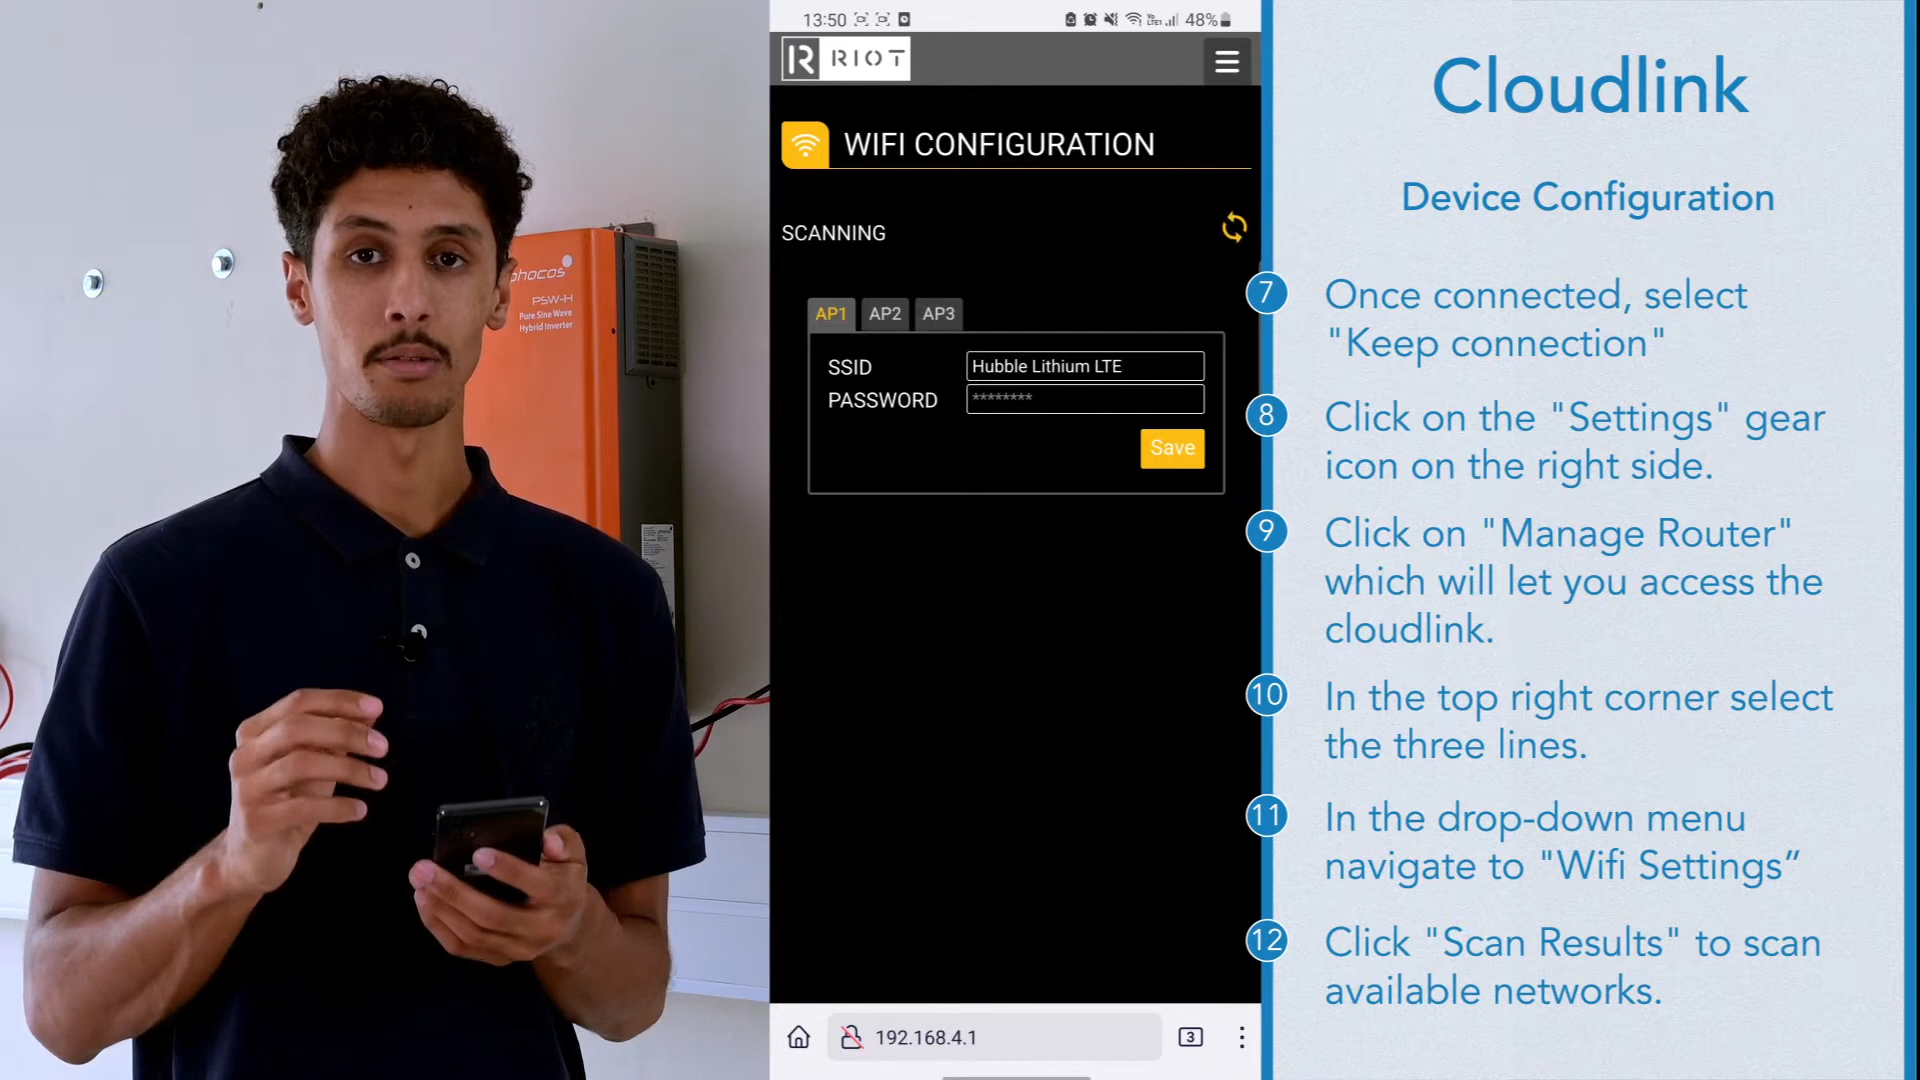 phocos
PSW-H
Pure Sine Wave
Hybrid Inverter
13:50
48%
RIOT
WIFI CONFIGURATION
SCANNING
AP1 AP2 AP3
SSID Hubble Lithium LTE
PASSWORD ********
Save
192.168.4.1
3
Cloudlink
Device Configuration
7 Once connected, select
"Keep connection"
8 Click on the "Settings" gear
icon on the right side.
9 Click on "Manage Router"
which will let you access the
cloudlink.
10 In the top right corner select
the three lines.
11 In the drop-down menu
navigate to "Wifi Settings”
12 Click "Scan Results" to scan
available networks.